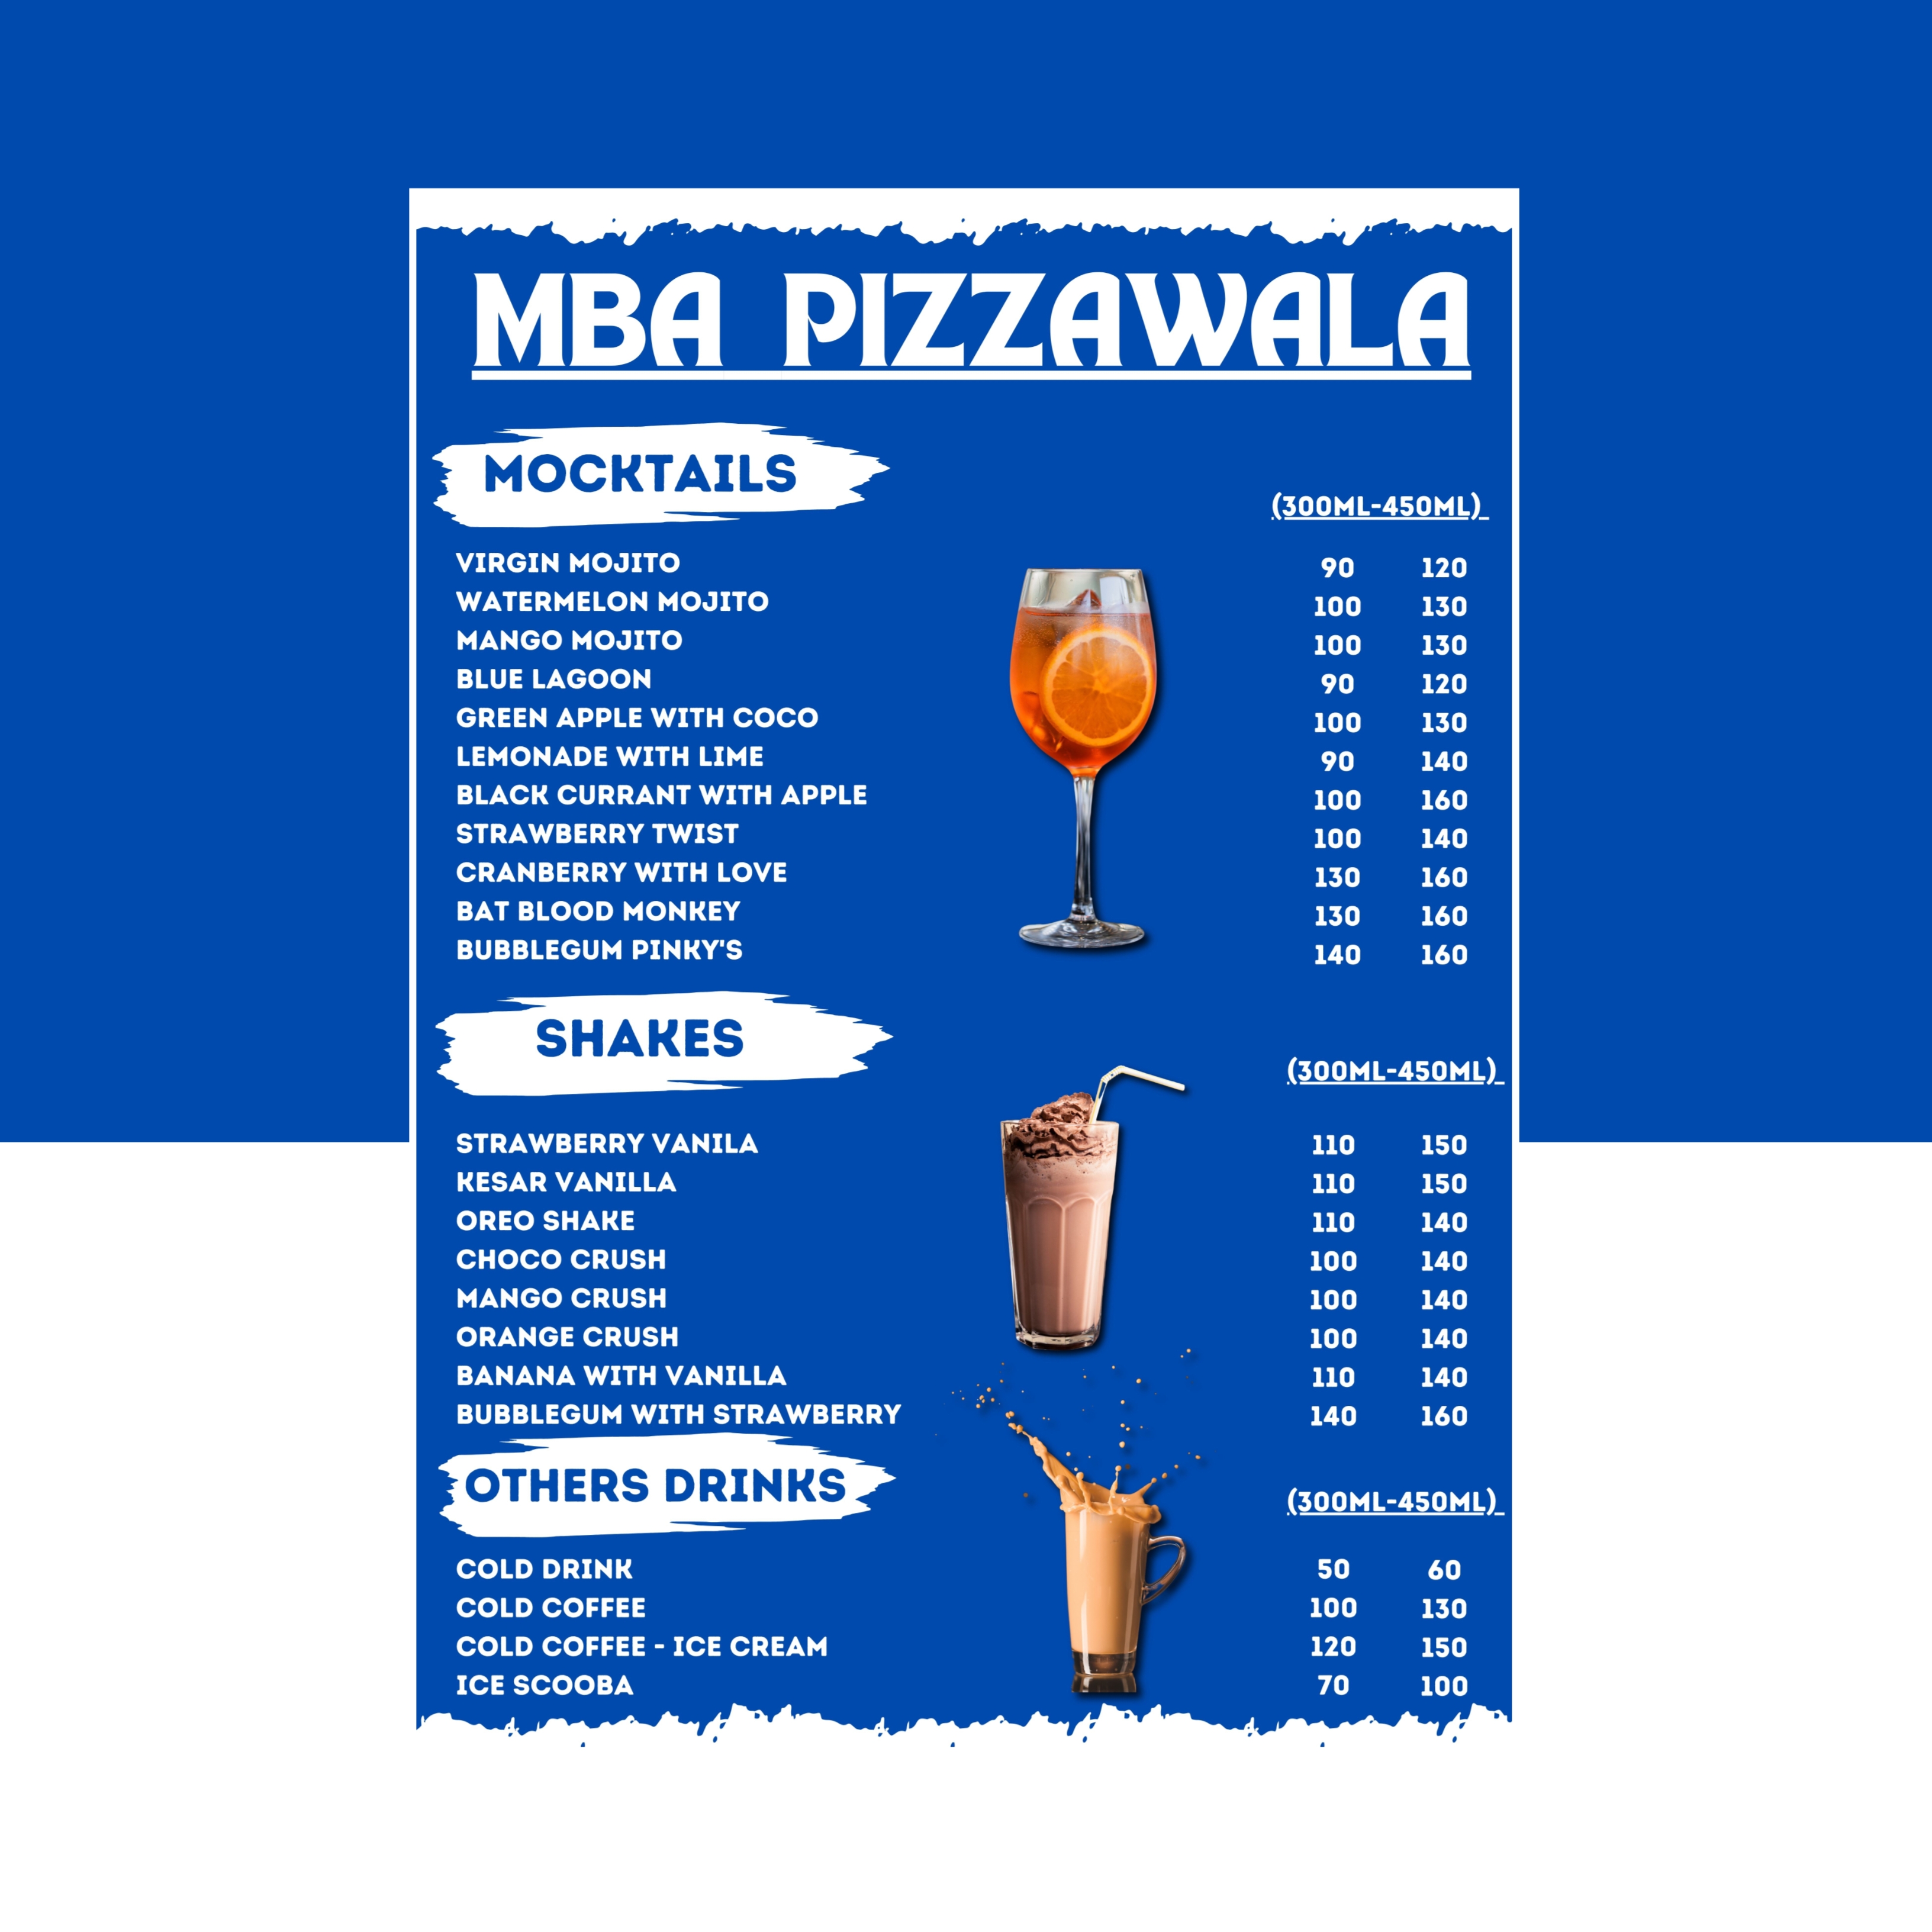 MBA PIZZAWALA
MOCKTAILS
(300ML-450ML)
VIRGIN MOJITO 90 120
WATERMELON MOJITO 100 130
MANGO MOJITO 100 130
BLUE LAGOON 90 120
GREEN APPLE WITH COCO 100 130
LEMONADE WITH LIME 90 140
BLACK CURRANT WITH APPLE 100 160
STRAWBERRY TWIST 100 140
CRANBERRY WITH LOVE 130 160
BAT BLOOD MONKEY 130 160
BUBBLEGUM PINKY'S 140 160
SHAKES
(300ML-450ML)
STRAWBERRY VANILA 110 150
KESAR VANILLA 110 150
OREO SHAKE 110 140
CHOCO CRUSH 100 140
MANGO CRUSH 100 140
ORANGE CRUSH 100 140
BANANA WITH VANILLA 110 140
BUBBLEGUM WITH STRAWBERRY 140 160
OTHERS DRINKS
(300ML-450ML)
COLD DRINK 50 60
COLD COFFEE 100 130
COLD COFFEE - ICE CREAM 120 150
ICE SCOOBA 70 100